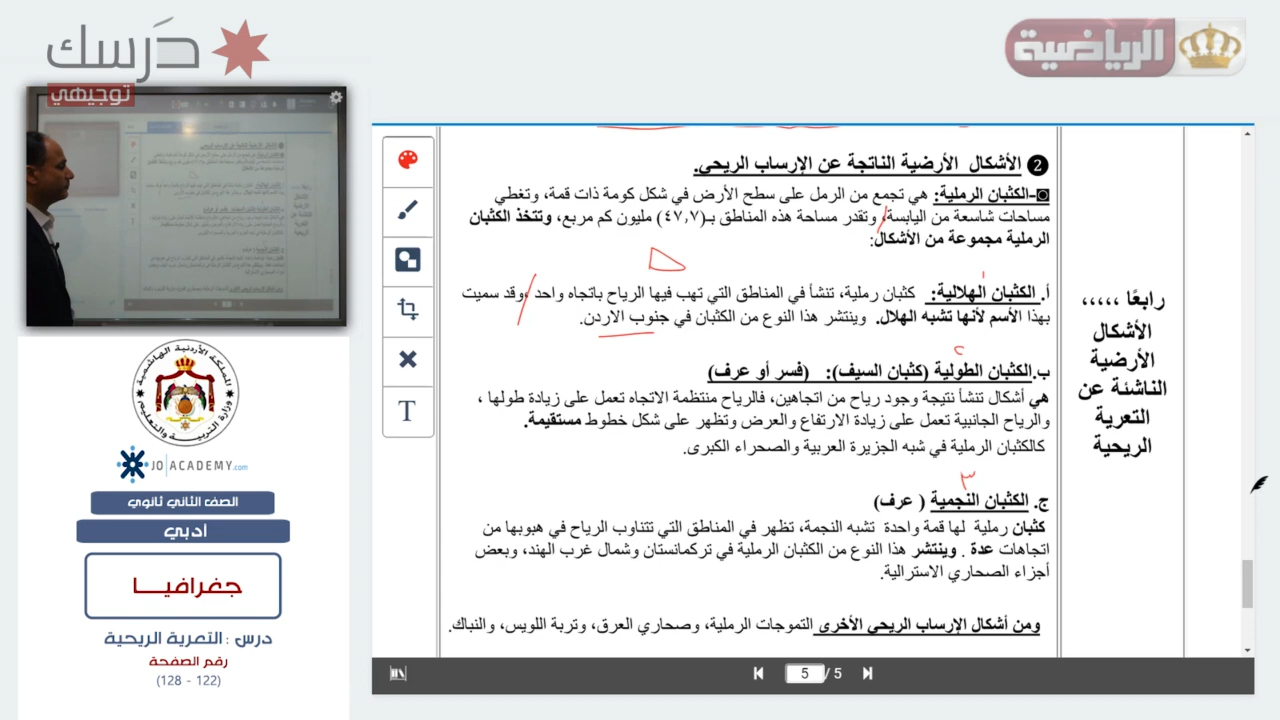 دَرسك
توجيهي
الرياضية
❷ الأشكال الأرضية الناتجة عن الإرساب الريحي.
◙-الكثبان الرملية: هي تجمع من الرمل على سطح الأرض في شكل كومة ذات قمة، وتغطي
مساحات شاسعة من اليابسة، وتقدر مساحة هذه المناطق بـ(٤٧٫٧) مليون كم مربع، وتتخذ الكثبان
الرملية مجموعة من الأشكال:
أ. الكثبان الهلالية: كثبان رملية، تنشأ في المناطق التي تهب فيها الرياح باتجاه واحد ،وقد سميت
بهذا الأسم لأنها تشبه الهلال. وينتشر هذا النوع من الكثبان في جنوب الاردن.
ب.الكثبان الطولية (كثبان السيف): (فسر أو عرف)
هي أشكال تنشأ نتيجة وجود رياح من اتجاهين، فالرياح منتظمة الاتجاه تعمل على زيادة طولها ،
والرياح الجانبية تعمل على زيادة الارتفاع والعرض وتظهر على شكل خطوط مستقيمة.
كالكثبان الرملية في شبه الجزيرة العربية والصحراء الكبرى.
٣
ج. الكثبان النجمية ( عرف)
كثبان رملية لها قمة واحدة تشبه النجمة، تظهر في المناطق التي تتناوب الرياح في هبوبها من
اتجاهات عدة . وينتشر هذا النوع من الكثبان الرملية في تركمانستان وشمال غرب الهند، وبعض
أجزاء الصحاري الاسترالية.
ومن أشكال الإرساب الريحي الأخرى التموجات الرملية، وصحاري العرق، وتربة اللويس، والنباك.
رابعًا ،،،،،
الأشكال
الأرضية
الناشئة عن
التعرية
الريحية
T
5 / 5
المملكة الأردنية الهاشمية
وزارة التربية والتعليم
JO ACADEMY.com
الصف الثاني ثانوي
ادبي
جغرافيـــا
درس : التعرية الريحية
رقم الصفحة
(122 - 128)